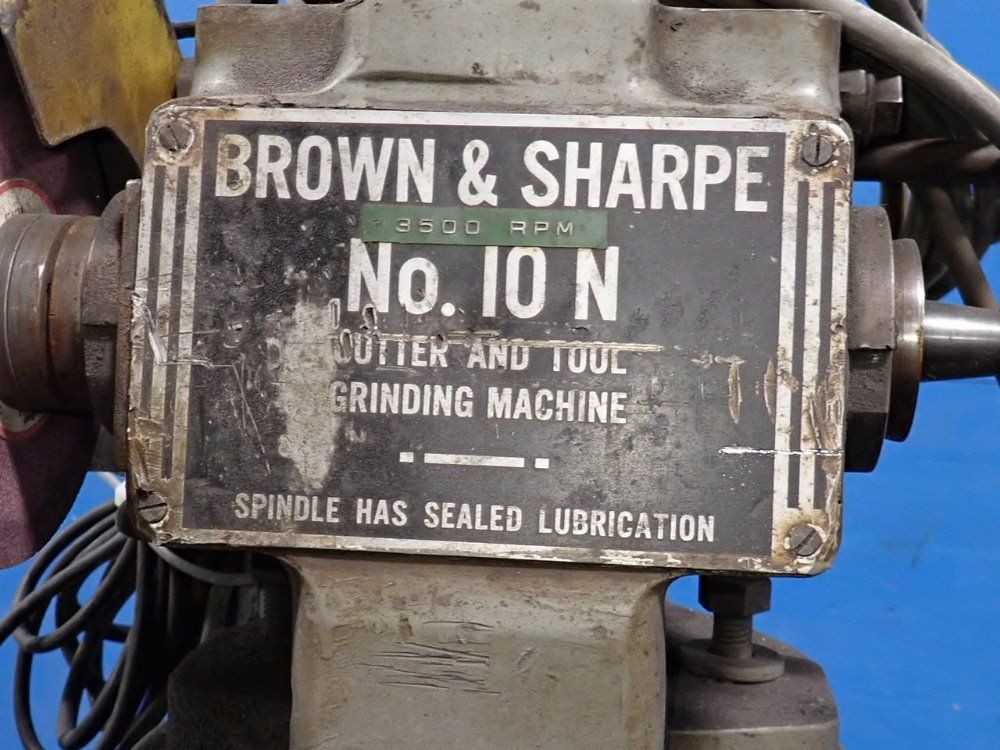 BROWN & SHARPE
3500 RPM
No. 10 N
CUTTER AND TOOL
GRINDING MACHINE
SPINDLE HAS SEALED LUBRICATION